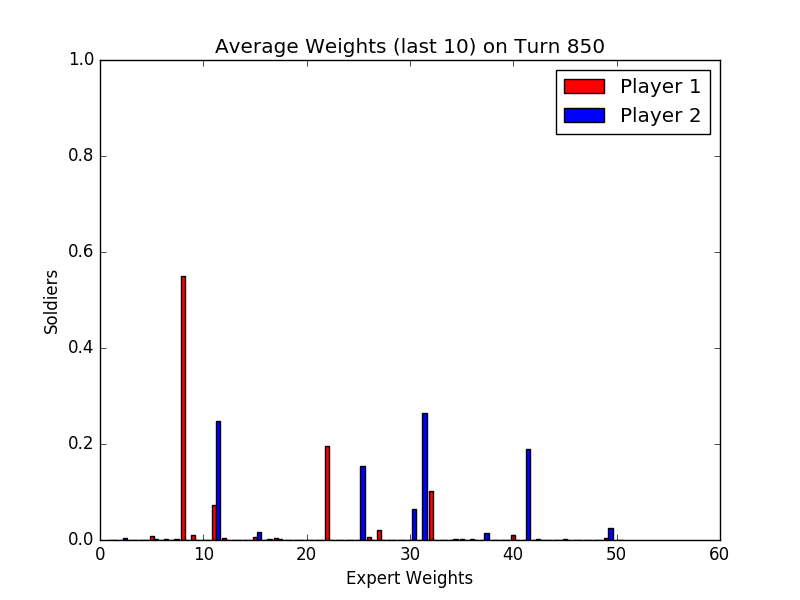 Average Weights (last 10) on Turn 850
1.0
0.8
0.6
0.4
0.2
0.0
Soldiers
Player 1
Player 2
0 10 20 30 40 50 60
Expert Weights